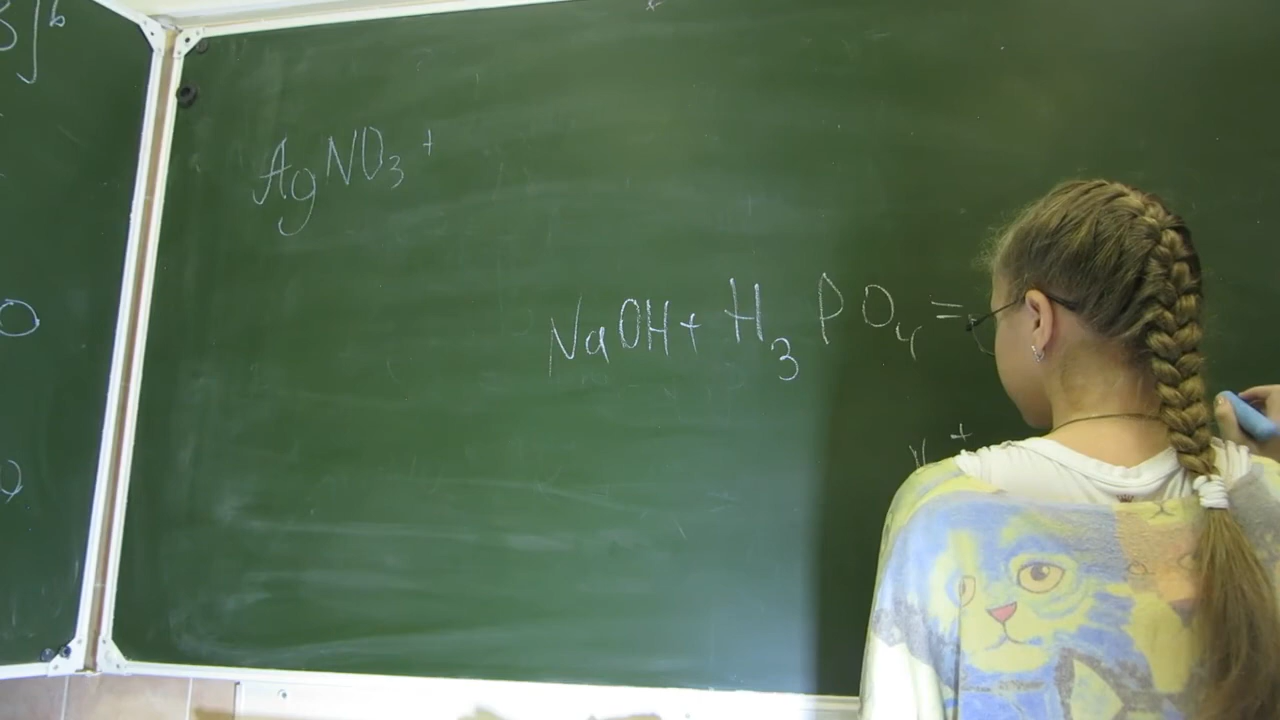 AgNO₃ +
NaOH + H₃PO₄ =